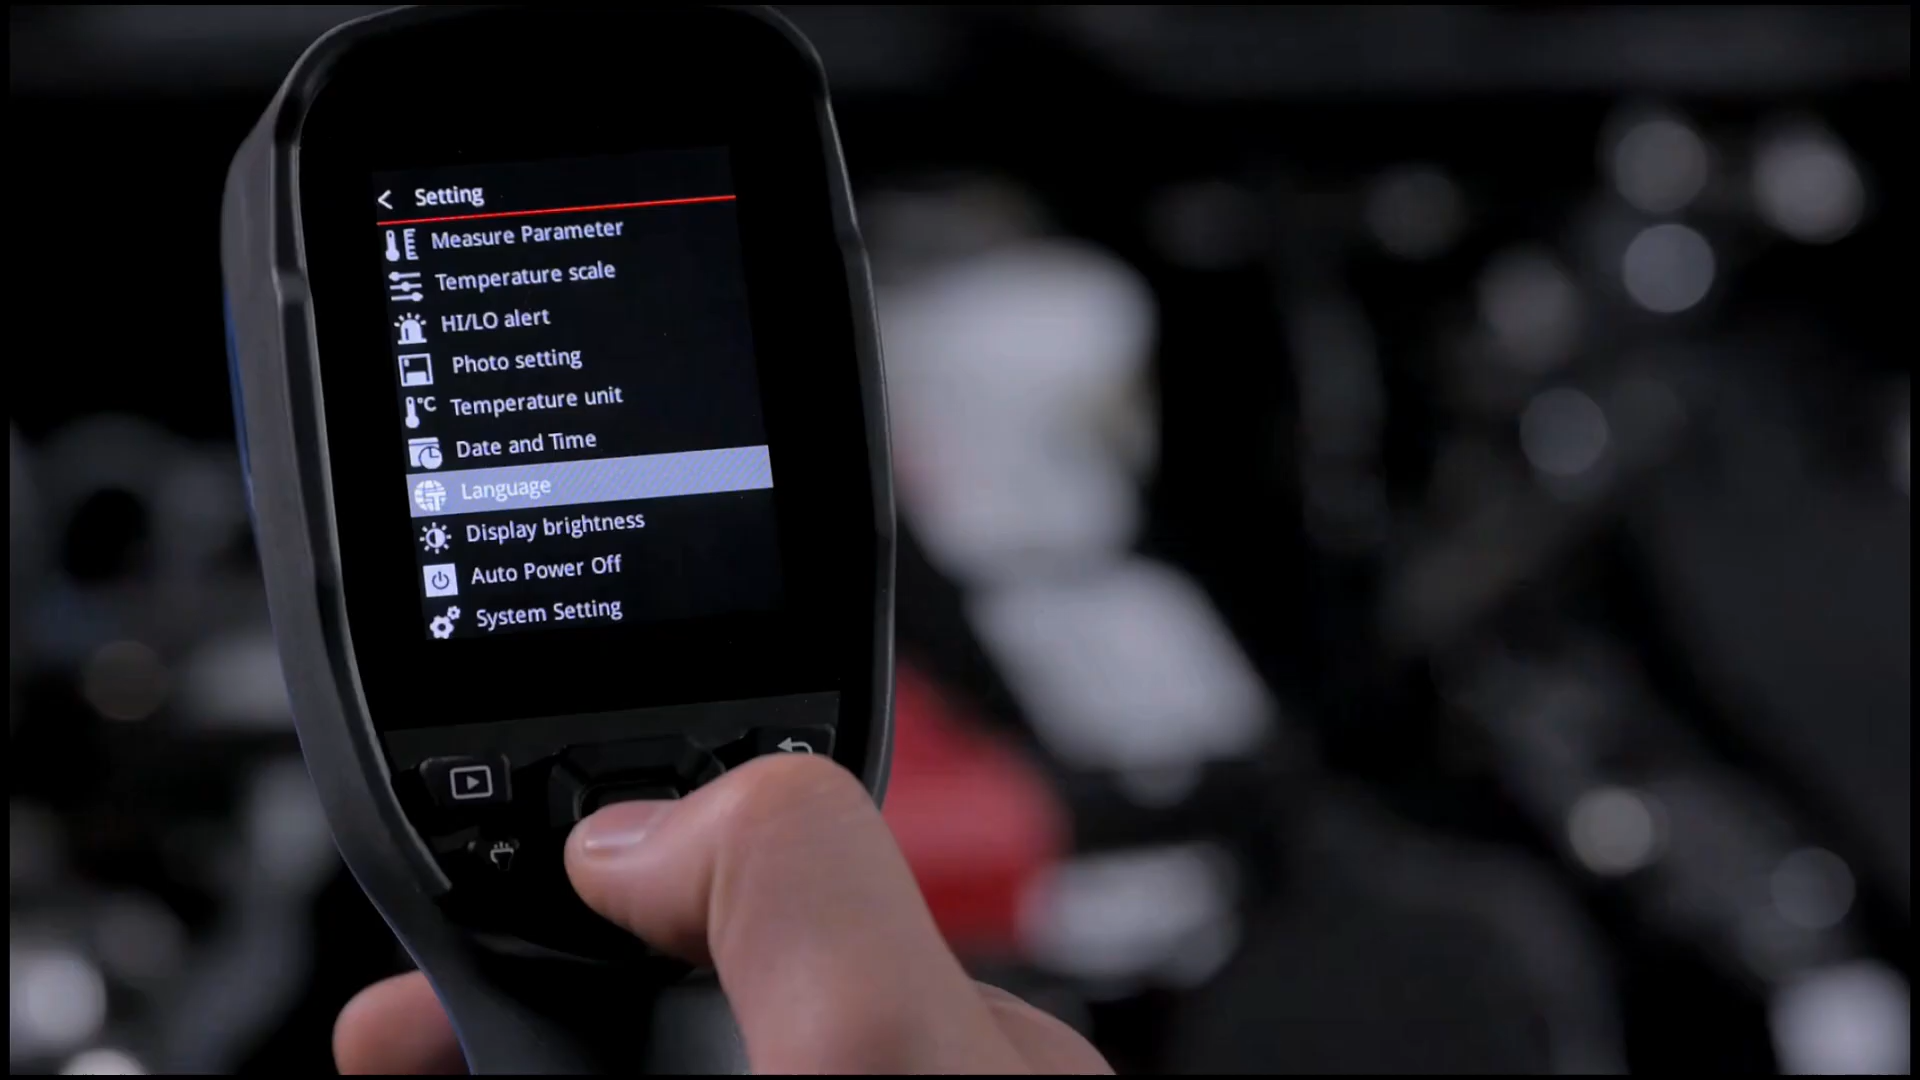 Setting
Measure Parameter
Temperature scale
HI/LO alert
Photo setting
°C
Temperature unit
Date and Time
Language
Display brightness
Auto Power Off
System Setting